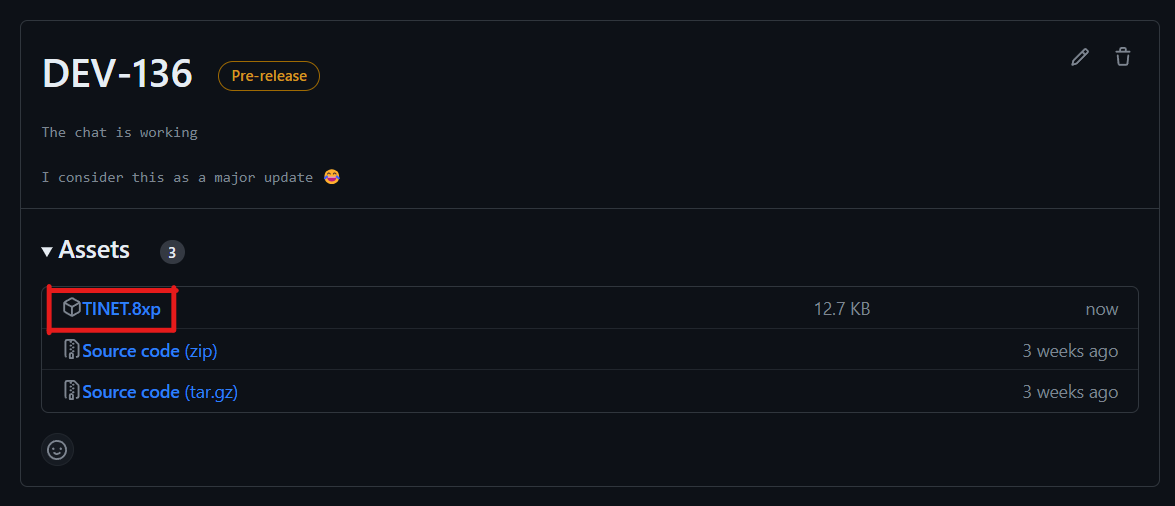 DEV-136 Pre-release
The chat is working
I consider this as a major update 😂
Assets 3
TINET.8xp 12.7 KB now
Source code (zip) 3 weeks ago
Source code (tar.gz) 3 weeks ago